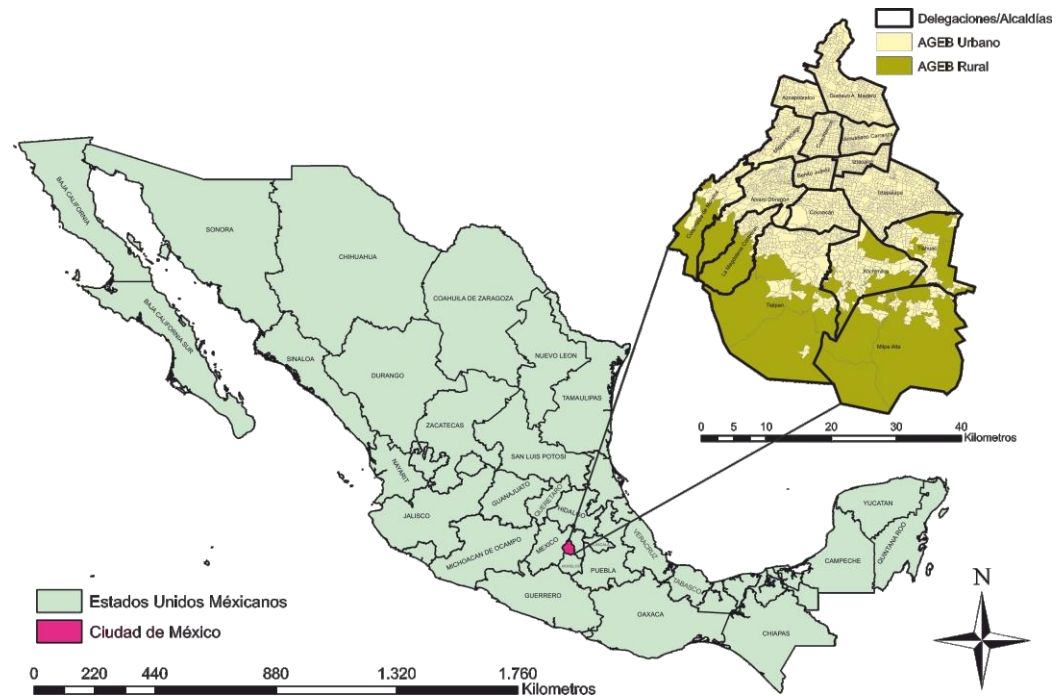 Delegaciones/Alcaldías
AGEB Urbano
AGEB Rural
Gustavo A. Madero
Azcapotzalco
Miguel Hidalgo
Cuauhtémoc
Venustiano Carranza
Iztacalco
Benito Juárez
Iztapalapa
Álvaro Obregón
Coyoacán
Cuajimalpa de Morelos
La Magdalena Contreras
Tláhuac
Xochimilco
Tlalpan
Milpa Alta
0 5 10 20 30 40
Kilometros
BAJA CALIFORNIA
SONORA
CHIHUAHUA
COAHUILA DE ZARAGOZA
BAJA CALIFORNIA SUR
SINALOA
DURANGO
NUEVO LEON
TAMAULIPAS
ZACATECAS
SAN LUIS POTOSI
NAYARIT
GUANAJUATO
QUERETARO
HIDALGO
JALISCO
MICHOACAN DE OCAMPO
MEXICO
PUEBLA
VERACRUZ
TABASCO
GUERRERO
OAXACA
CHIAPAS
CAMPECHE
YUCATAN
QUINTANA ROO
Estados Unidos Méxicanos
Ciudad de México
0 220 440 880 1.320 1.760
Kilometros
N